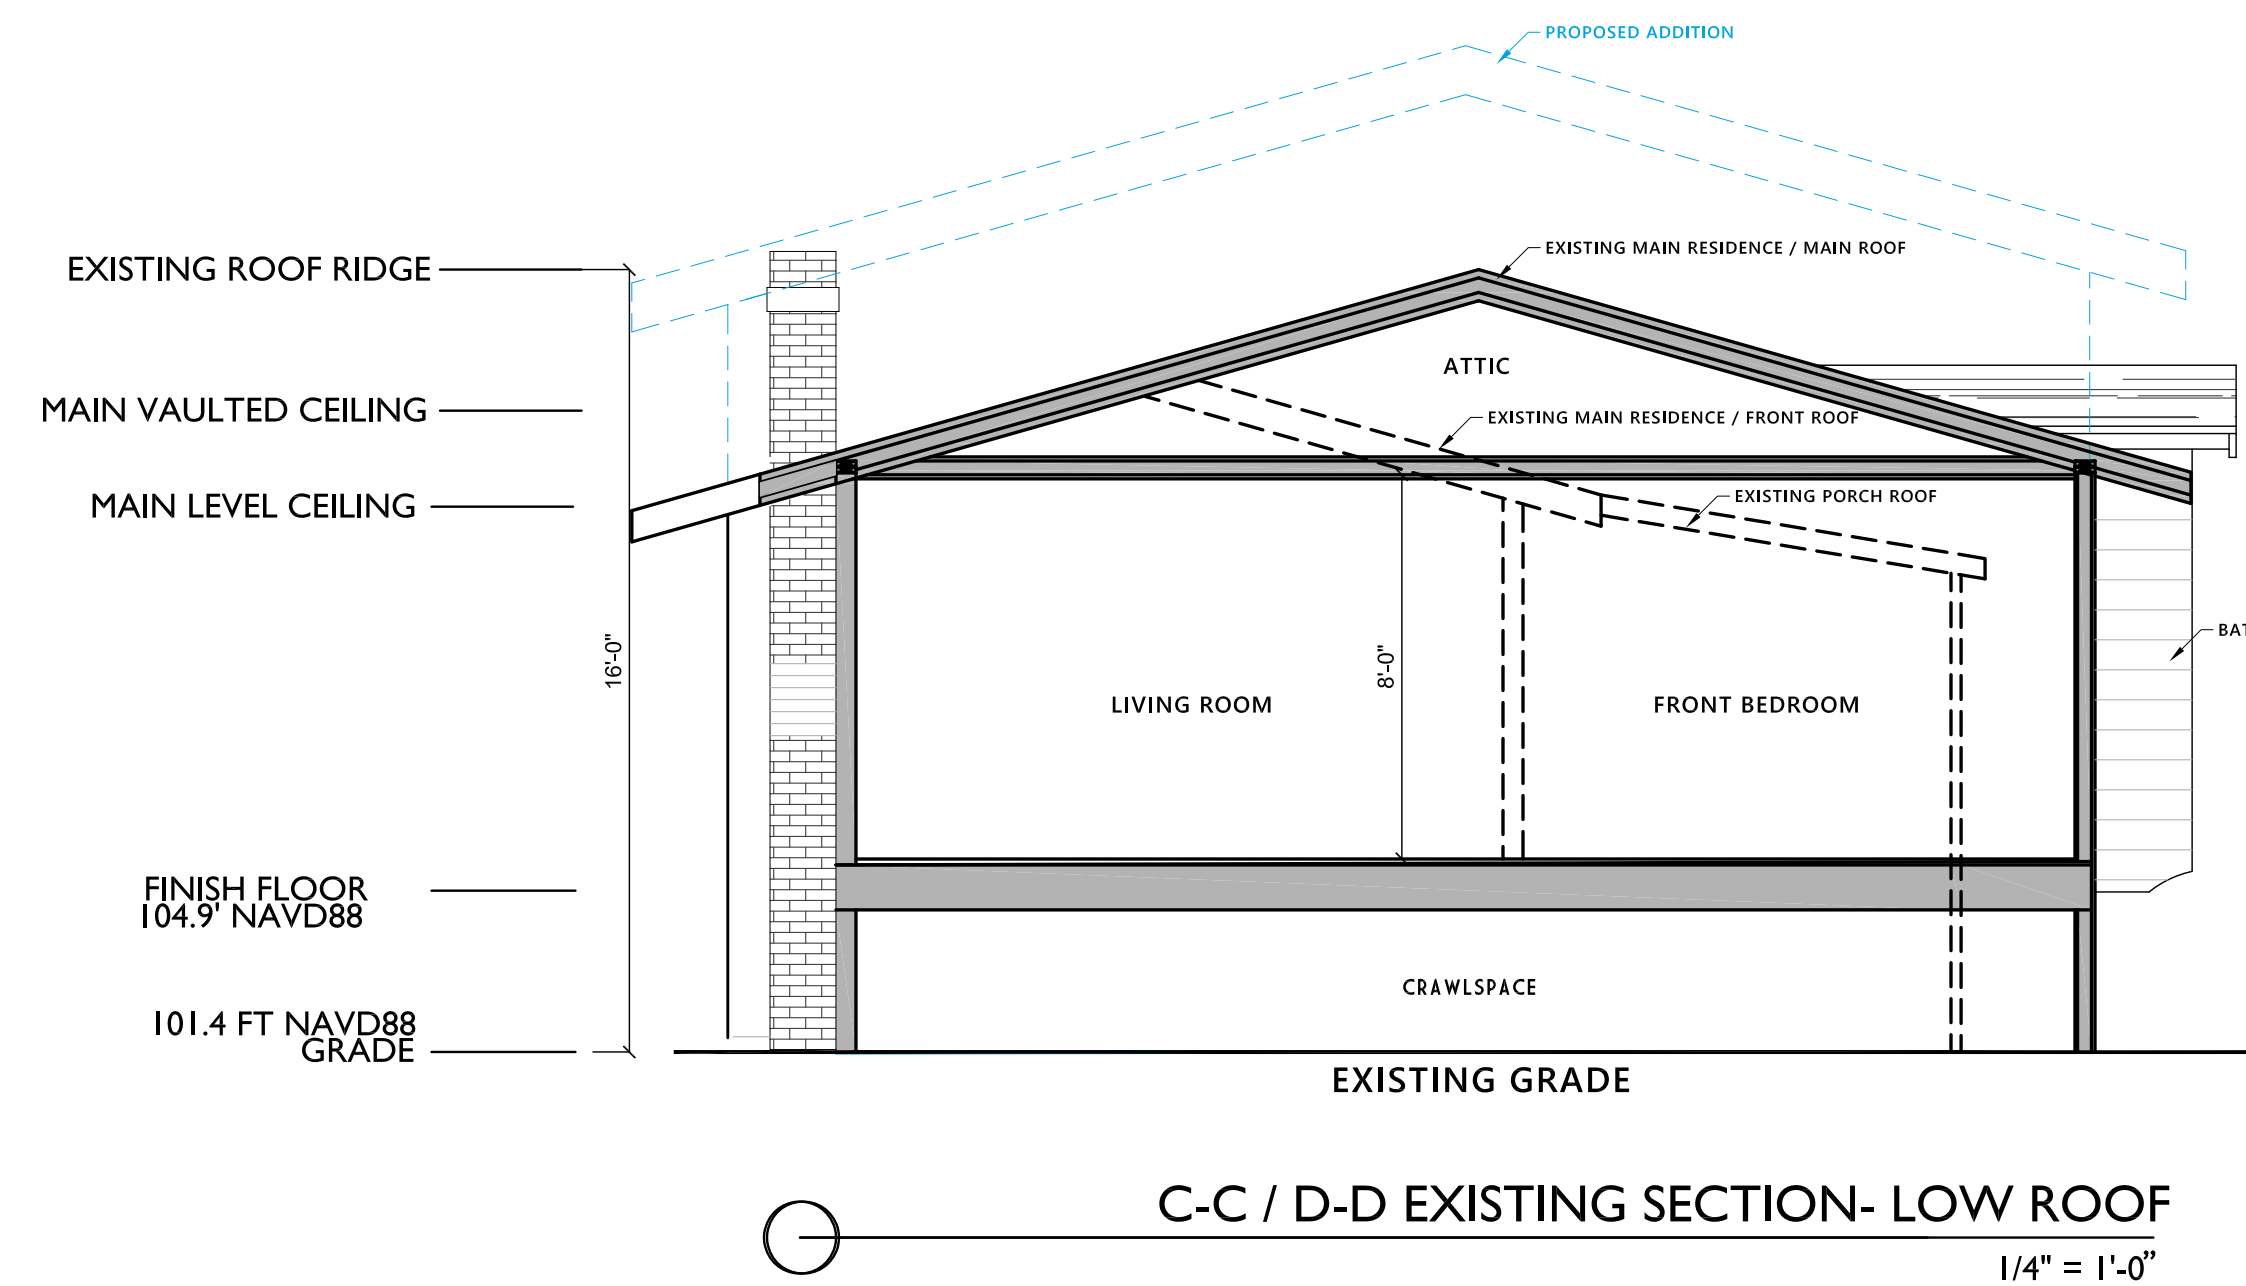 PROPOSED ADDITION
EXISTING MAIN RESIDENCE / MAIN ROOF
EXISTING ROOF RIDGE
ATTIC
MAIN VAULTED CEILING
EXISTING MAIN RESIDENCE / FRONT ROOF
MAIN LEVEL CEILING
EXISTING PORCH ROOF
BAT
16'-0"
8'-0"
LIVING ROOM
FRONT BEDROOM
FINISH FLOOR
104.9' NAVD88
CRAWLSPACE
101.4 FT NAVD88
GRADE
EXISTING GRADE
C-C / D-D EXISTING SECTION- LOW ROOF
1/4" = 1'-0”